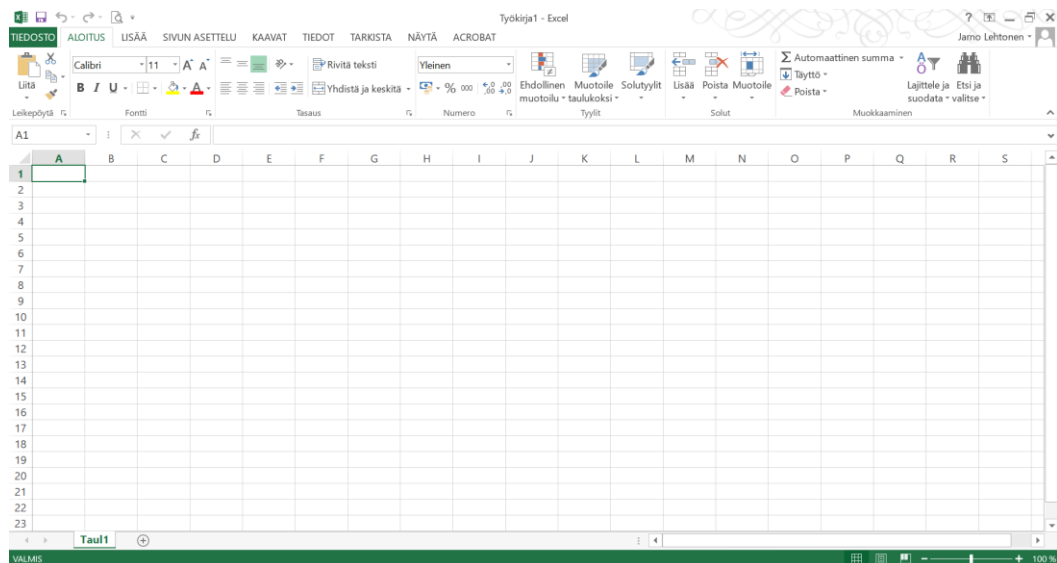 Työkirja1 - Excel
TIEDOSTO ALOITUS LISÄÄ SIVUN ASETTELU KAAVAT TIEDOT TARKISTA NÄYTÄ ACROBAT Jarno Lehtonen
Liitä
Calibri 11 A A Rivitä teksti Yleinen
B I U A Yhdistä ja keskitä % 000 ,00 ,0 ,00
Ehdollinen muotoilu
Muotoile taulukoksi
Solutyylit
Lisää Poista Muotoile
Σ Automaattinen summa
Täyttö
Poista
Lajittele ja suodata
Etsi ja valitse
Leikepöytä Fontti Tasaus Numero Tyylit Solut Muokkaaminen
A1 fx
A B C D E F G H I J K L M N O P Q R S
1
2
3
4
5
6
7
8
9
10
11
12
13
14
15
16
17
18
19
20
21
22
23
Taul1
VALMIS 100 %